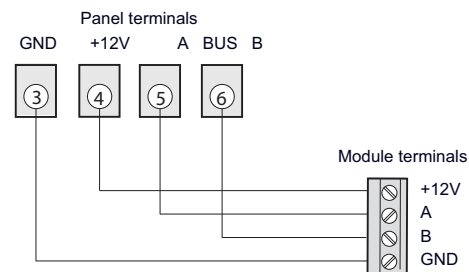 Panel terminals
GND +12V A BUS B
3 4 5 6
Module terminals
+12V
A
B
GND